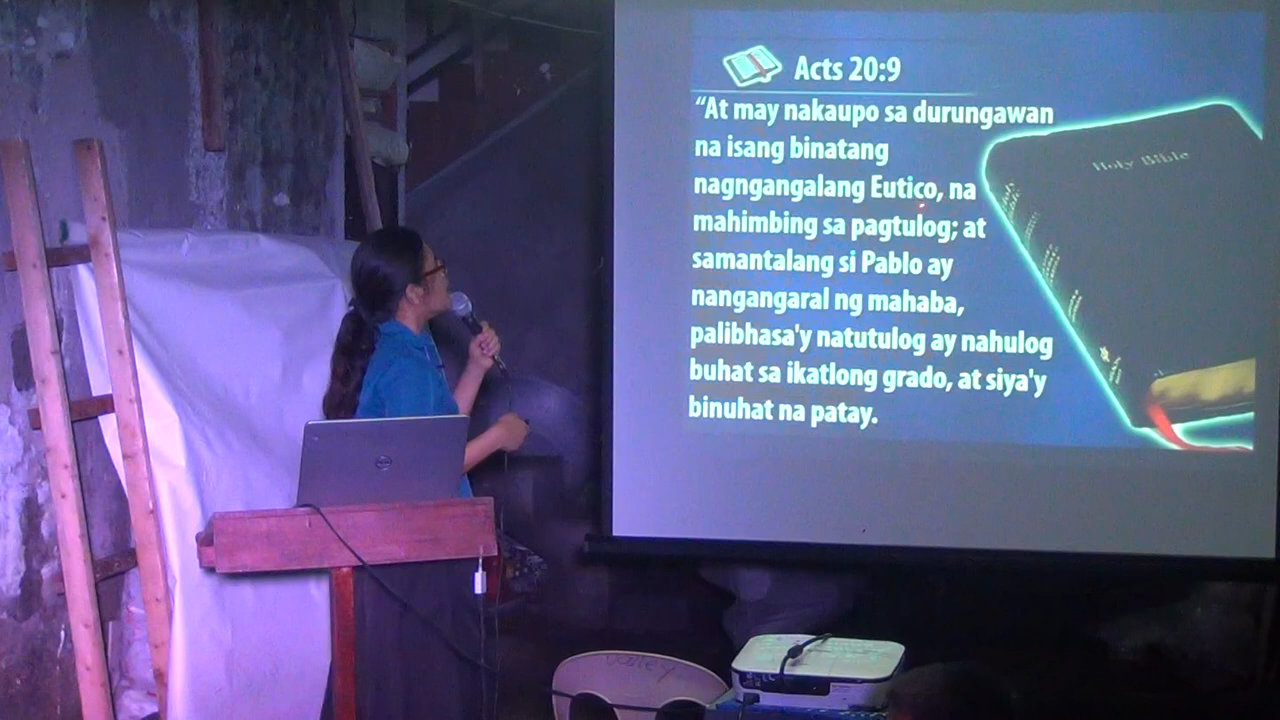 Acts 20:9
“At may nakaupo sa durungawan
na isang binatang
nagngangalang Eutico, na
mahimbing sa pagtulog; at
samantalang si Pablo ay
nangangaral ng mahaba,
palibhasa'y natutulog ay nahulog
buhat sa ikatlong grado, at siya'y
binuhat na patay.
Holy Bible
DELL